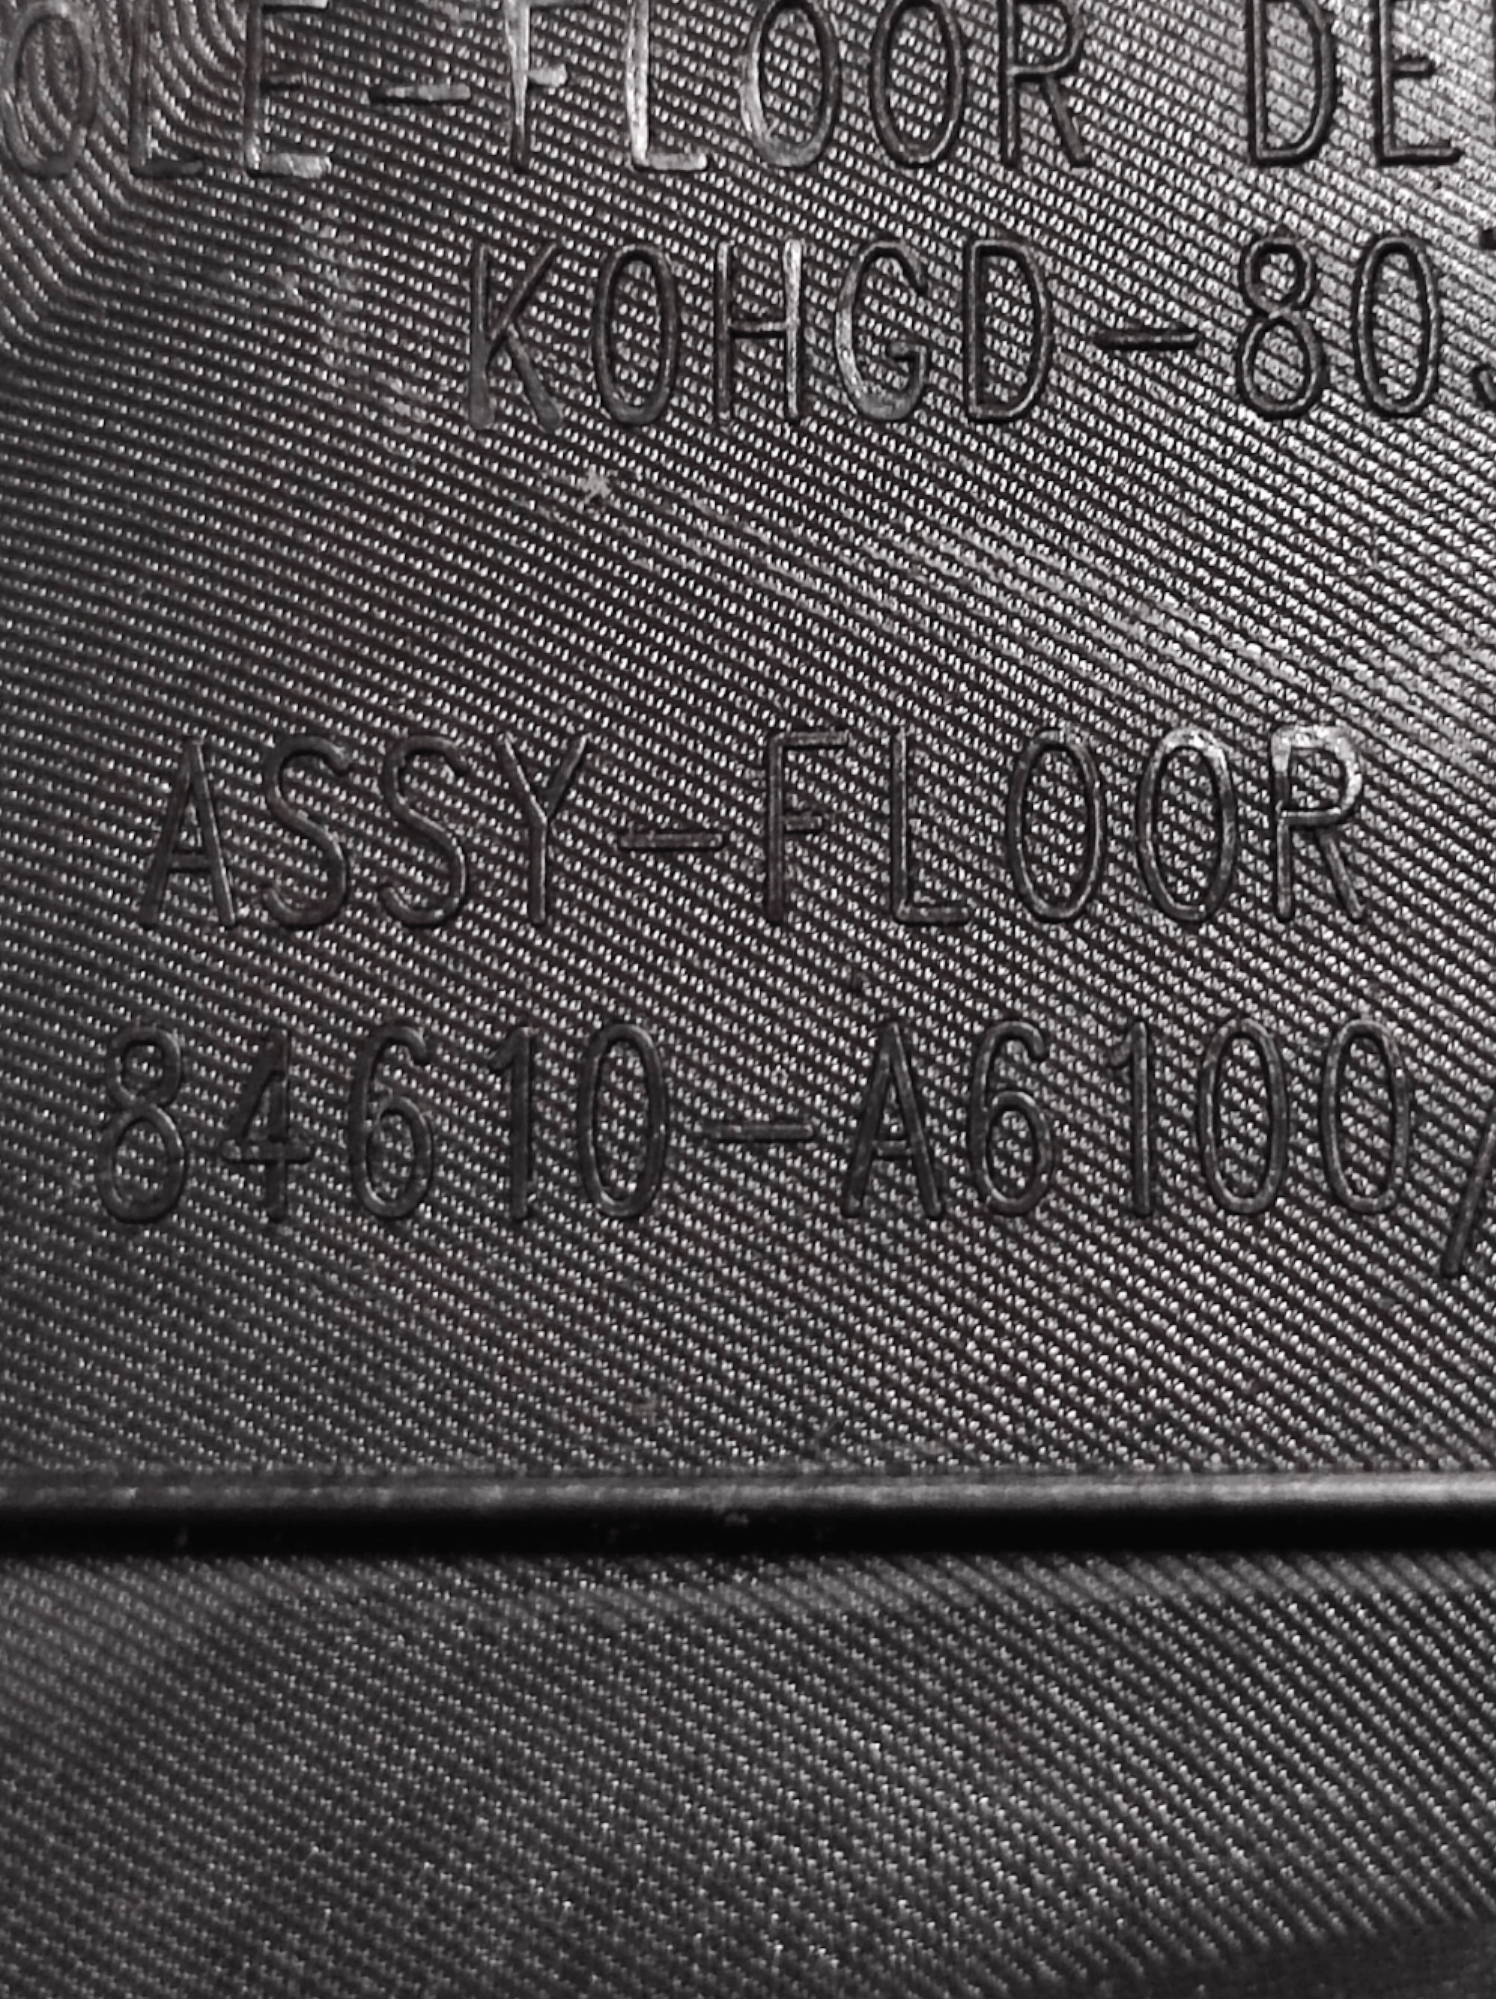 OLE-FLOOR DE
K0HGD-80
ASSY-FLOOR
84610-A6100/